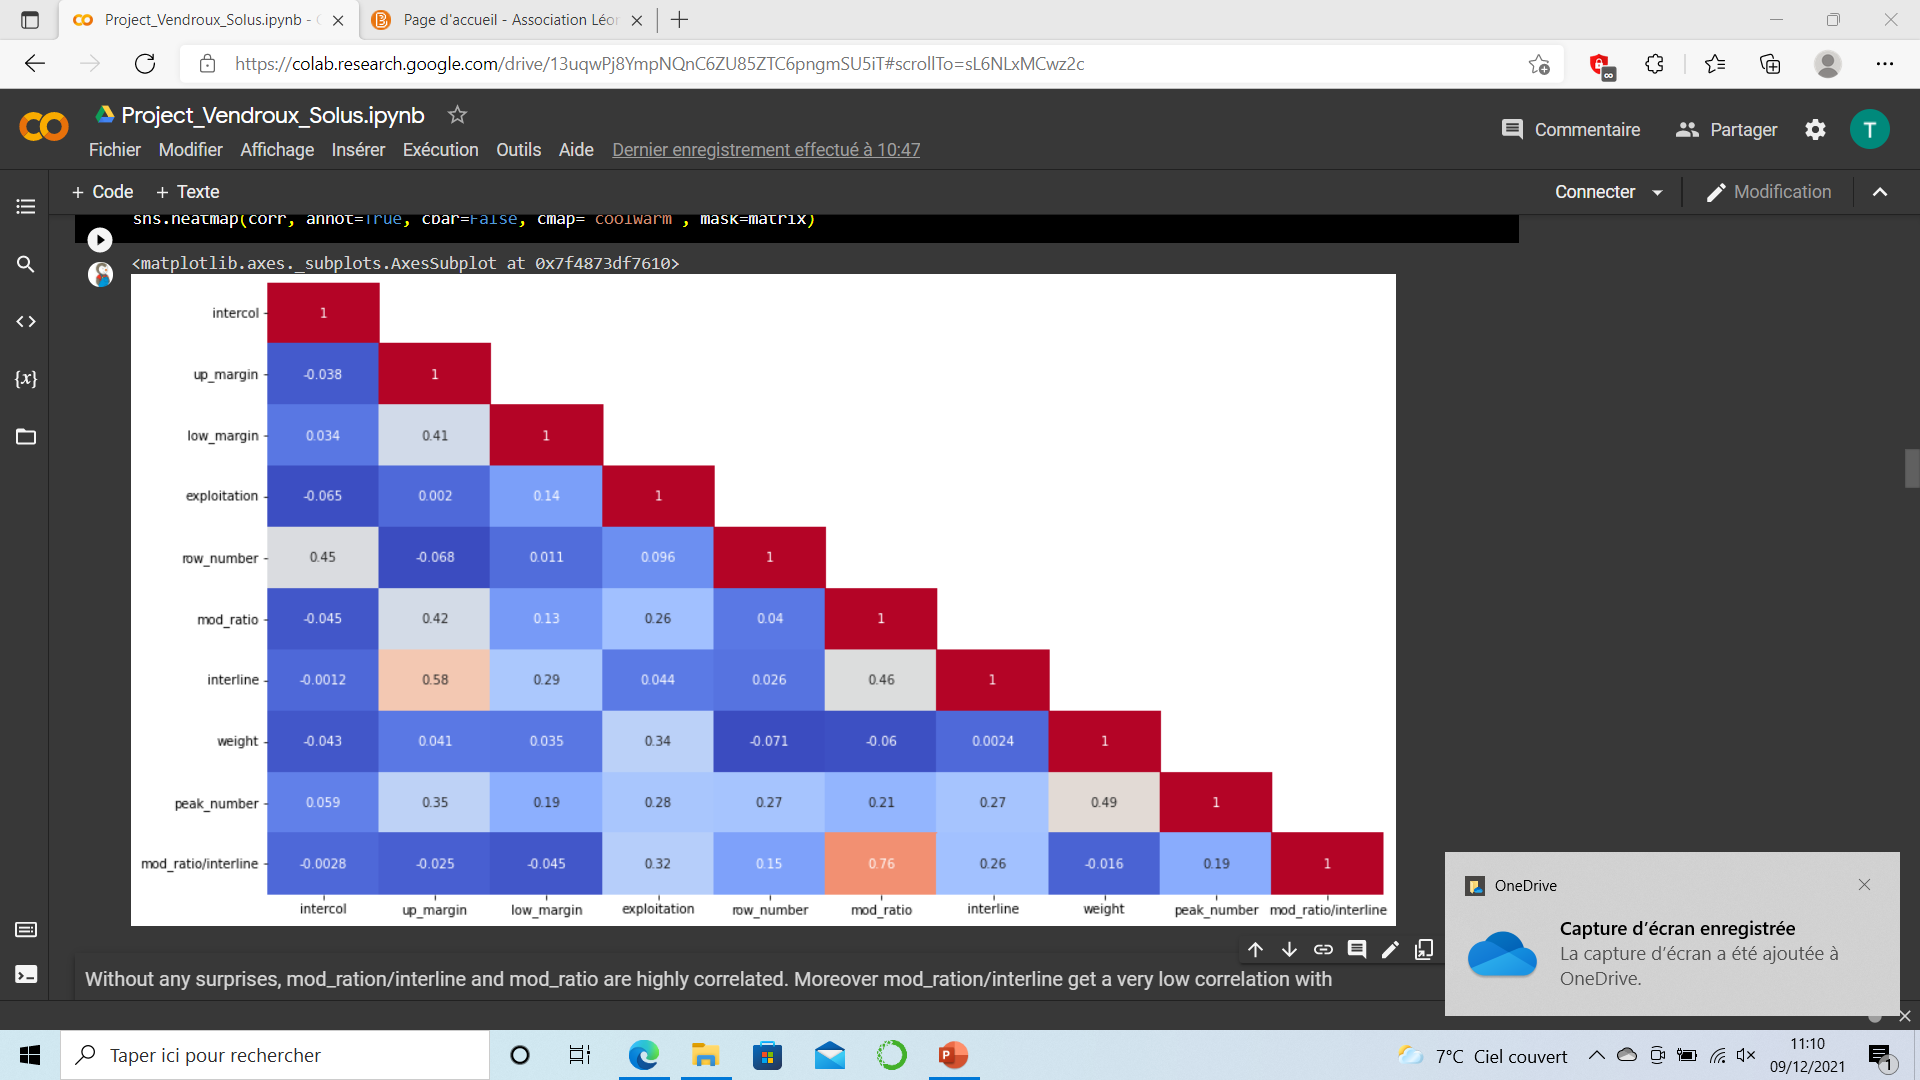 Project_Vendroux_Solus.ipynb - C
Page d'accueil - Association Léor
https://colab.research.google.com/drive/13uqwPj8YmpNQnC6ZU85ZTC6pngmSU5iT#scrollTo=sL6NLxMCwz2c
Project_Vendroux_Solus.ipynb
Fichier Modifier Affichage Insérer Exécution Outils Aide Dernier enregistrement effectué à 10:47
Commentaire Partager T
+ Code + Texte
Connecter Modification
sns.heatmap(corr, annot=True, cbar=False, cmap='coolwarm', mask=matrix)
<matplotlib.axes._subplots.AxesSubplot at 0x7f4873df7610>
intercol 1
up_margin -0.038 1
low_margin 0.034 0.41 1
exploitation -0.065 0.002 0.14 1
row_number 0.45 -0.068 0.011 0.096 1
mod_ratio -0.045 0.42 0.13 0.26 0.04 1
interline -0.0012 0.58 0.29 0.044 0.026 0.46 1
weight -0.043 0.041 0.035 0.34 -0.071 -0.06 0.0024 1
peak_number 0.059 0.35 0.19 0.28 0.27 0.21 0.27 0.49 1
mod_ratio/interline -0.0028 -0.025 -0.045 0.32 0.15 0.76 0.26 -0.016 0.19 1
intercol up_margin low_margin exploitation row_number mod_ratio interline weight peak_number mod_ratio/interline
Without any surprises, mod_ration/interline and mod_ratio are highly correlated. Moreover mod_ration/interline get a very low correlation with
OneDrive
Capture d'écran enregistrée
La capture d'écran a été ajoutée à
OneDrive.
Taper ici pour rechercher
7°C Ciel couvert
11:10
09/12/2021
1